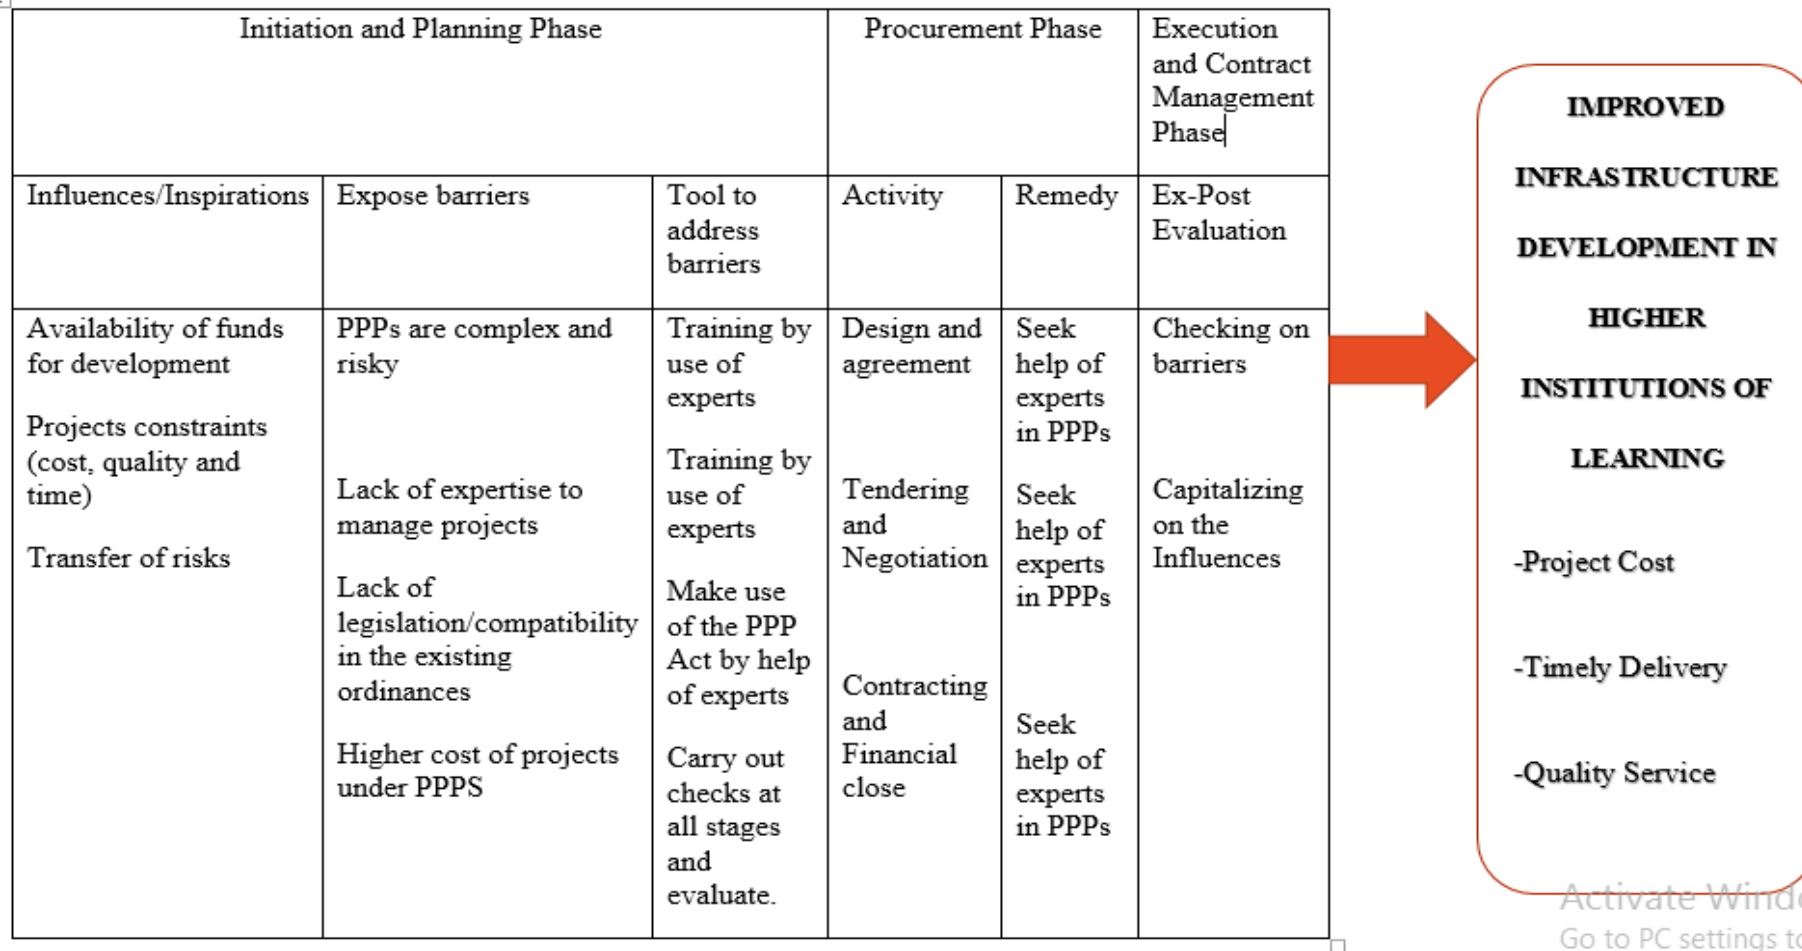 Initiation and Planning Phase
Procurement Phase
Execution
and Contract
Management
Phase
Influences/Inspirations
Expose barriers
Tool to
address
barriers
Activity
Remedy
Ex-Post
Evaluation
Availability of funds
for development
Projects constraints
(cost, quality and
time)
Transfer of risks
PPPs are complex and
risky
Lack of expertise to
manage projects
Lack of
legislation/compatibility
in the existing
ordinances
Higher cost of projects
under PPPS
Training by
use of
experts
Training by
use of
experts
Make use
of the PPP
Act by help
of experts
Carry out
checks at
all stages
and
evaluate.
Design and
agreement
Tendering
and
Negotiation
Contracting
and
Financial
close
Seek
help of
experts
in PPPs
Seek
help of
experts
in PPPs
Seek
help of
experts
in PPPs
Checking on
barriers
Capitalizing
on the
Influences
IMPROVED
INFRASTRUCTURE
DEVELOPMENT IN
HIGHER
INSTITUTIONS OF
LEARNING
-Project Cost
-Timely Delivery
-Quality Service
Activate
Go to PC settings